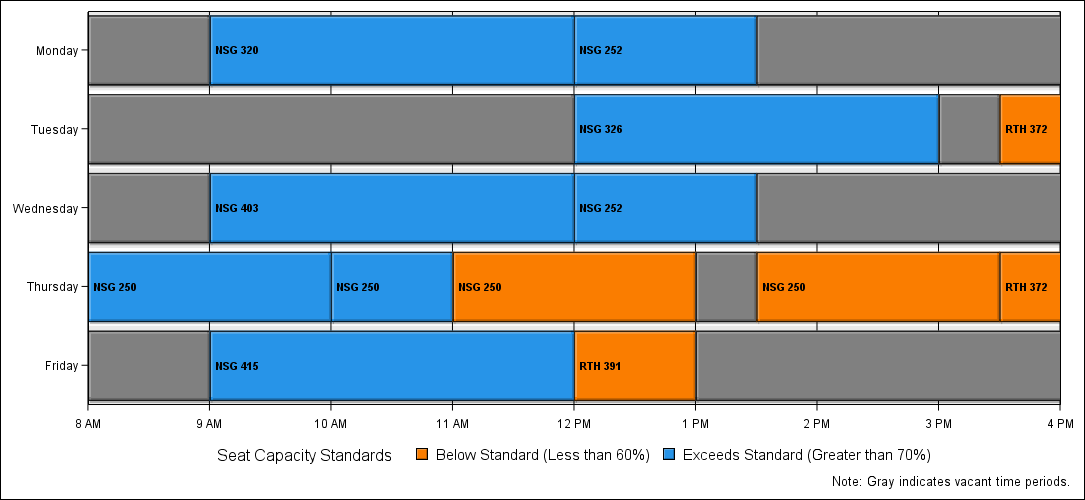 Monday NSG 320 NSG 252
Tuesday NSG 326 RTH 372
Wednesday NSG 403 NSG 252
Thursday NSG 250 NSG 250 NSG 250 NSG 250 RTH 372
Friday NSG 415 RTH 391
8 AM 9 AM 10 AM 11 AM 12 PM 1 PM 2 PM 3 PM 4 PM
Seat Capacity Standards Below Standard (Less than 60%) Exceeds Standard (Greater than 70%)
Note: Gray indicates vacant time periods.